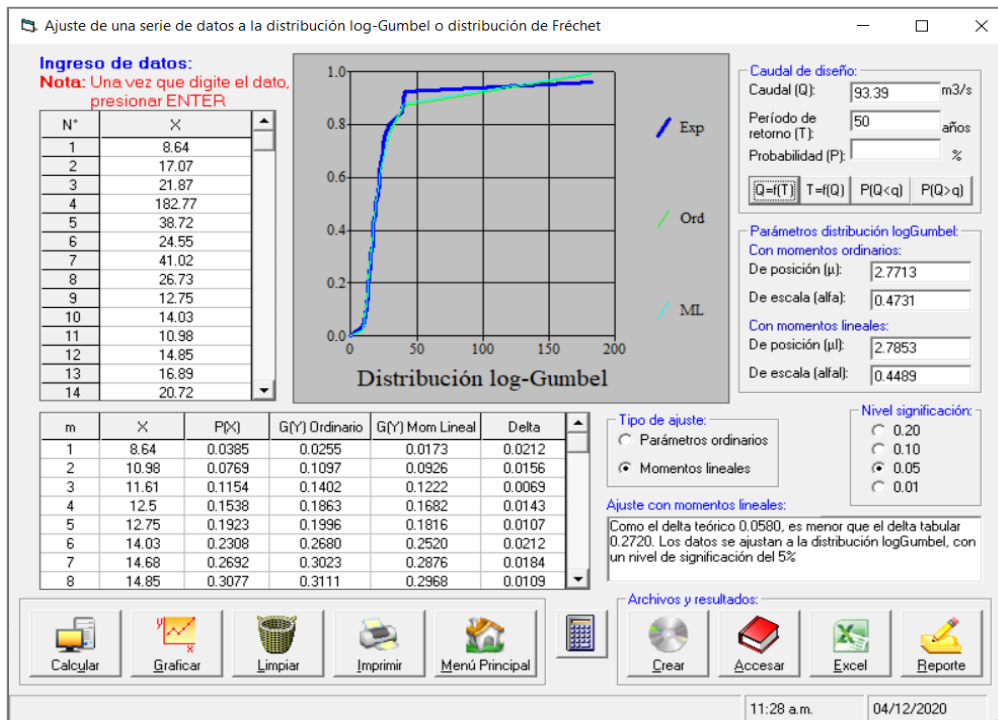 Ajuste de una serie de datos a la distribución log-Gumbel o distribución de Fréchet
Ingreso de datos:
Nota: Una vez que digite el dato,
presionar ENTER
N° X
1 8.64
2 17.07
3 21.87
4 182.77
5 38.72
6 24.55
7 41.02
8 26.73
9 12.75
10 14.03
11 10.98
12 14.85
13 16.89
14 20.72
1.0
0.8
0.6
0.4
0.2
0.0
0 50 100 150 200
Distribución log-Gumbel
Exp
Ord
ML
Caudal de diseño:
Caudal (Q): 93.39 m3/s
Período de
retorno (T): 50 años
Probabilidad (P): %
Q=f(T) T=f(Q) P(Q<q) P(Q>q)
Parámetros distribución logGumbel:
Con momentos ordinarios:
De posición (µ): 2.7713
De escala (alfa): 0.4731
Con momentos lineales:
De posición (µl): 2.7853
De escala (alfal): 0.4489
m X P(X) G(Y) Ordinario G(Y) Mom Lineal Delta
1 8.64 0.0385 0.0255 0.0173 0.0212
2 10.98 0.0769 0.1097 0.0926 0.0156
3 11.61 0.1154 0.1402 0.1222 0.0069
4 12.5 0.1538 0.1863 0.1682 0.0143
5 12.75 0.1923 0.1996 0.1816 0.0107
6 14.03 0.2308 0.2680 0.2520 0.0212
7 14.68 0.2692 0.3023 0.2876 0.0184
8 14.85 0.3077 0.3111 0.2968 0.0109
Tipo de ajuste:
Parámetros ordinarios
Momentos lineales
Nivel significación:
0.20
0.10
0.05
0.01
Ajuste con momentos lineales:
Como el delta teórico 0.0580, es menor que el delta tabular
0.2720. Los datos se ajustan a la distribución logGumbel, con
un nivel de significación del 5%
Calcular
Graficar
Limpiar
Imprimir
Menú Principal
Archivos y resultados:
Crear
Accesar
Excel
Reporte
11:28 a.m. 04/12/2020